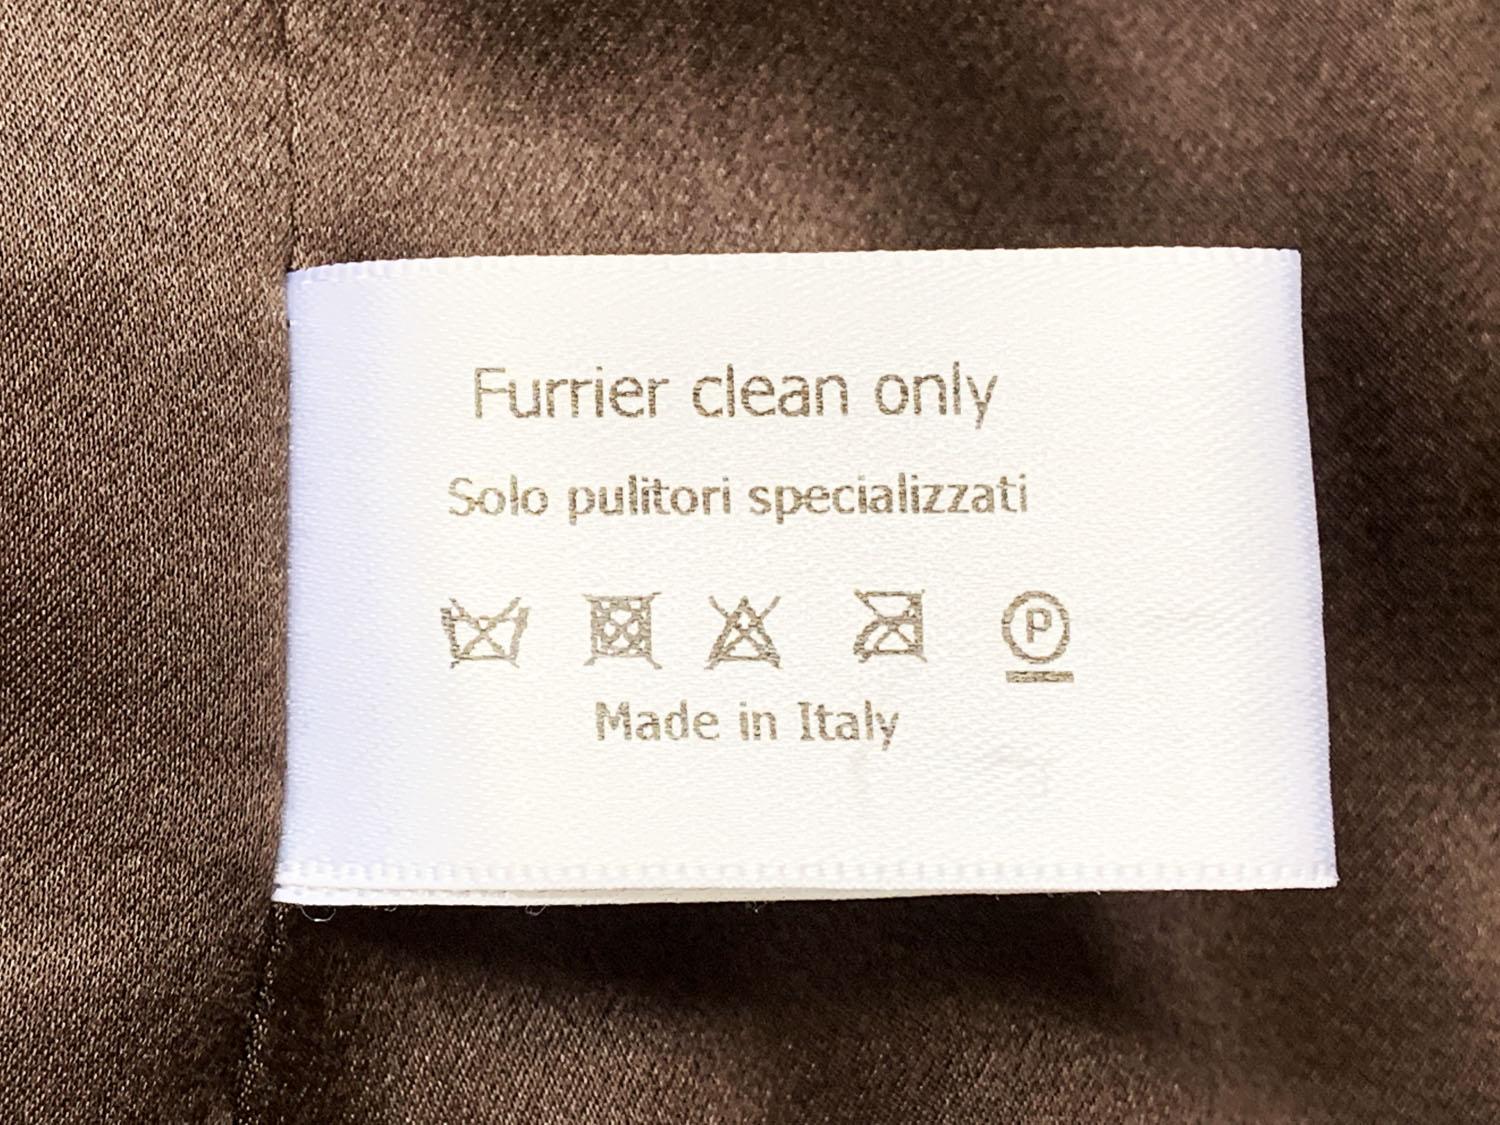 Furrier clean only
Solo pulitori specializzati
P
Made in Italy